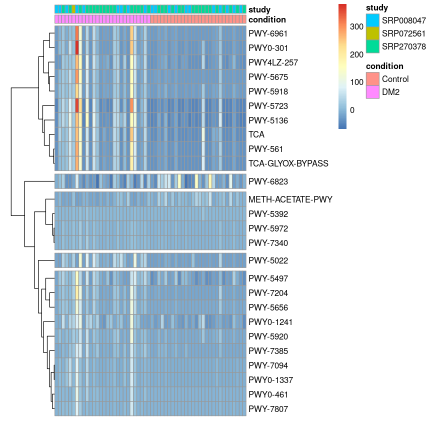 study
condition
PWY-6961
PWY0-301
PWY4LZ-257
PWY-5675
PWY-5918
PWY-5723
PWY-5136
TCA
PWY-561
TCA-GLYOX-BYPASS
PWY-6823
METH-ACETATE-PWY
PWY-5392
PWY-5972
PWY-7340
PWY-5022
PWY-5497
PWY-7204
PWY-5656
PWY0-1241
PWY-5920
PWY-7385
PWY-7094
PWY0-1337
PWY0-461
PWY-7807
300
200
100
0
study
SRP008047
SRP072561
SRP270378
condition
Control
DM2